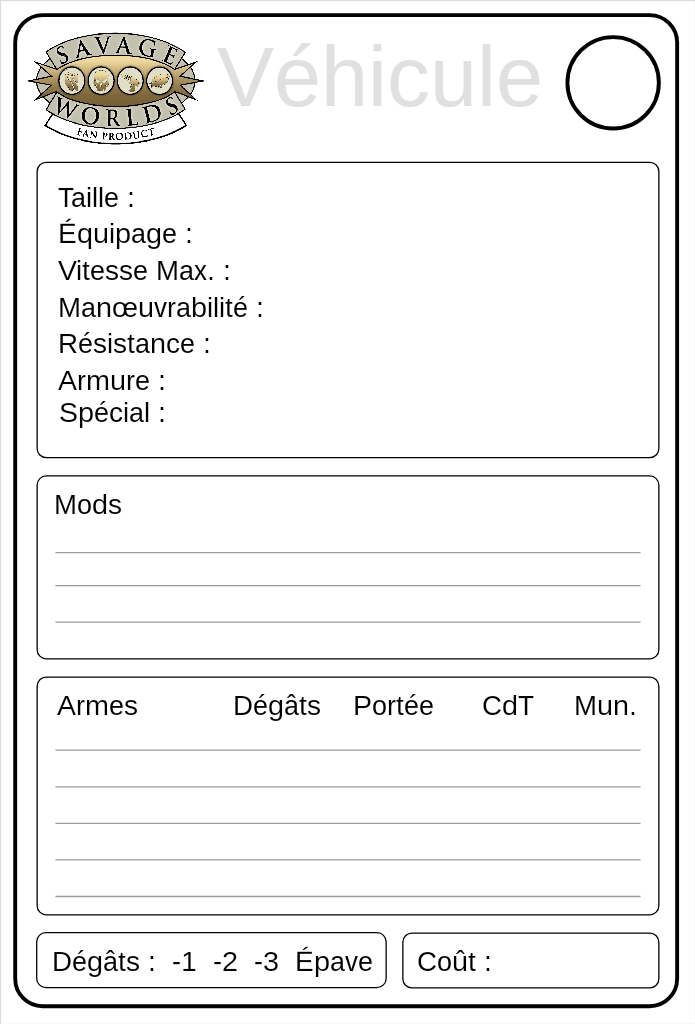 SAVAGE
WORLDS
FAN PRODUCT
Véhicule
Taille :
Équipage :
Vitesse Max. :
Manœuvrabilité :
Résistance :
Armure :
Spécial :
Mods
Armes Dégâts Portée CdT Mun.
Dégâts : -1 -2 -3 Épave
Coût :